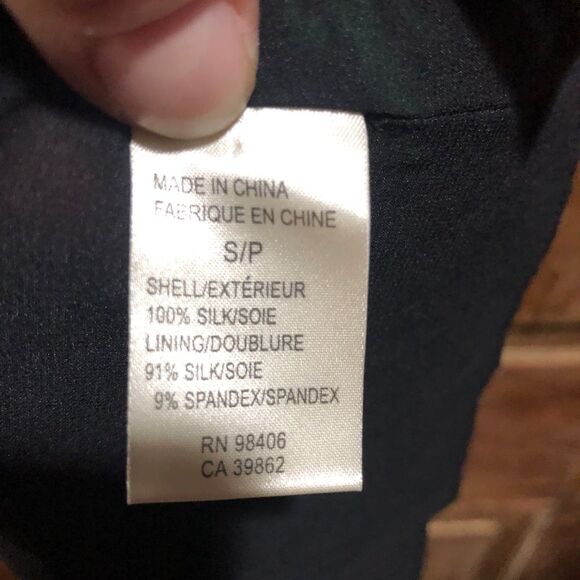 MADE IN CHINA
FABRIQUE EN CHINE
S/P
SHELL/EXTÉRIEUR
100% SILK/SOIE
LINING/DOUBLURE
91% SILK/SOIE
9% SPANDEX/SPANDEX
RN 98406
CA 39862